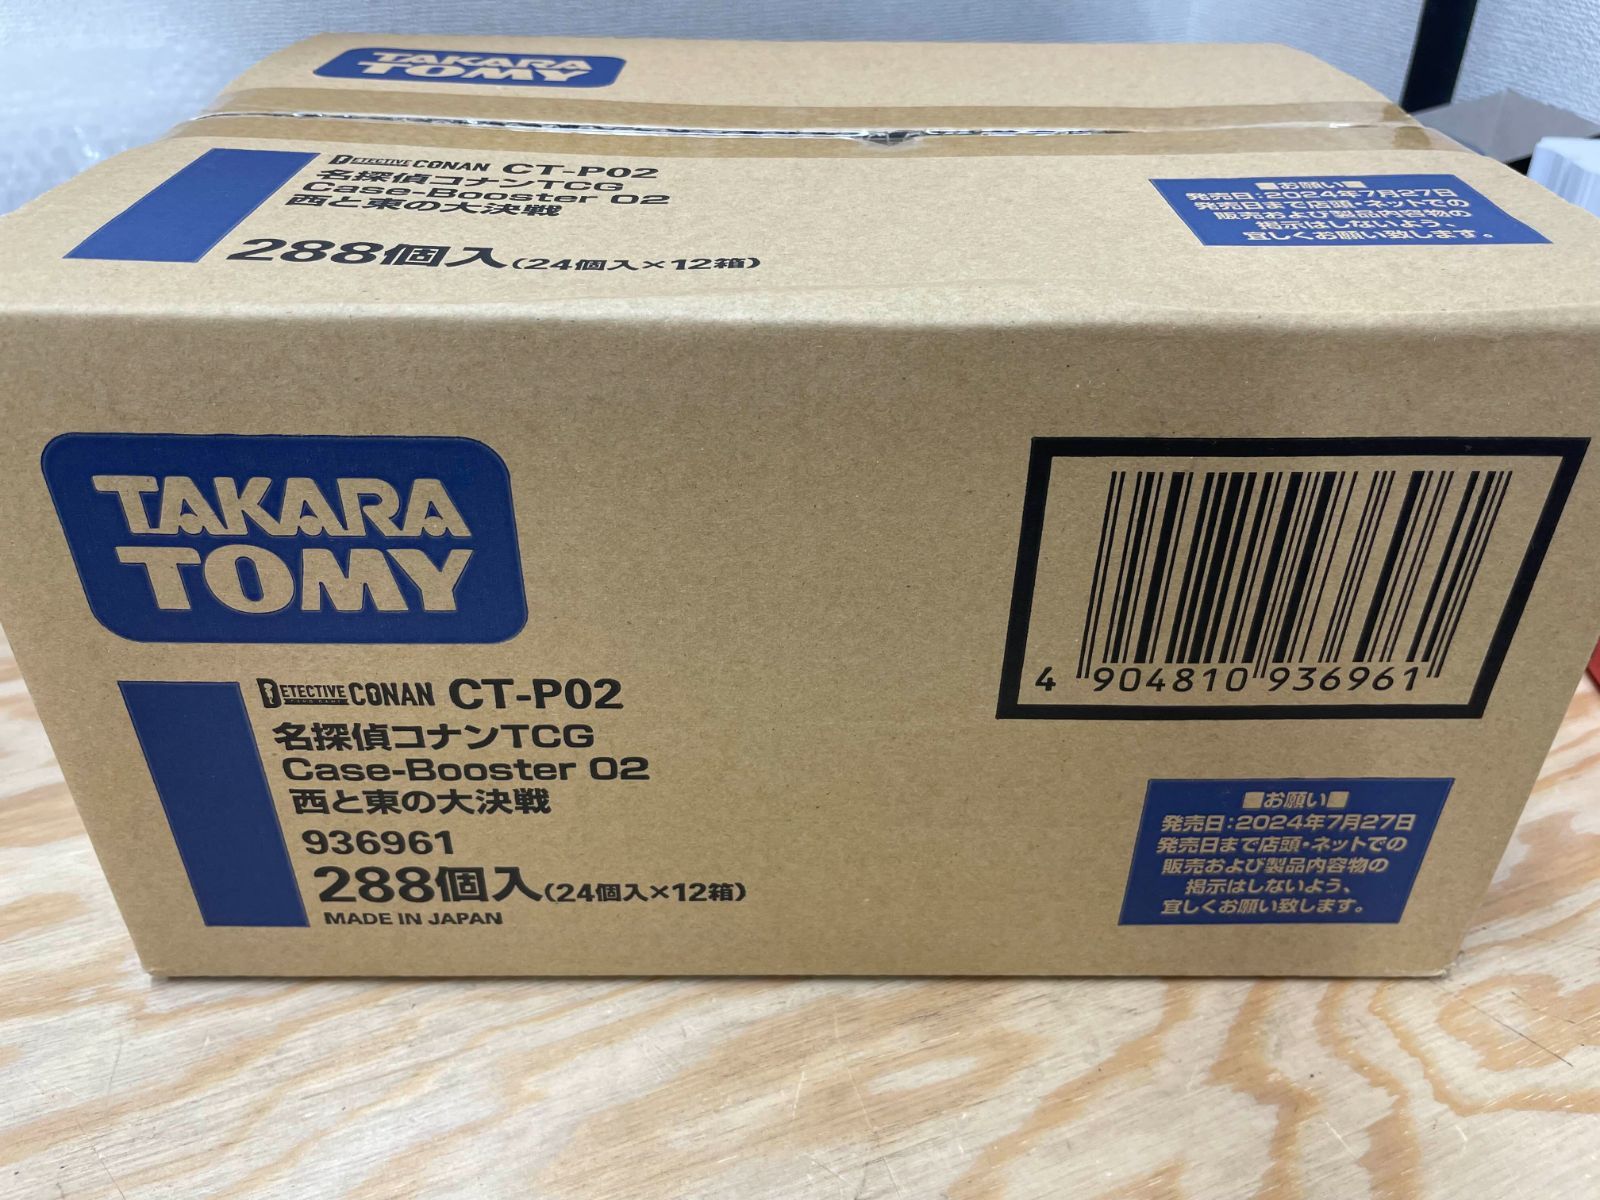 TAKARA
TOMY
DETECTIVE CONAN CT-P02
名探偵コナンTCG
Case-Booster 02
西と東の大決戦
288個入(24個入×12箱)
■お願い■
発売日:2024年7月27日
発売日まで店頭・ネットでの
販売および製品内容物の
掲示はしないよう、
宜しくお願い致します。
TAKARA
TOMY
DETECTIVE CONAN CT-P02
名探偵コナンTCG
Case-Booster 02
西と東の大決戦
936961
288個入(24個入×12箱)
MADE IN JAPAN
4 904810 936961
■お願い■
発売日:2024年7月27日
発売日まで店頭・ネットでの
販売および製品内容物の
掲示はしないよう、
宜しくお願い致します。